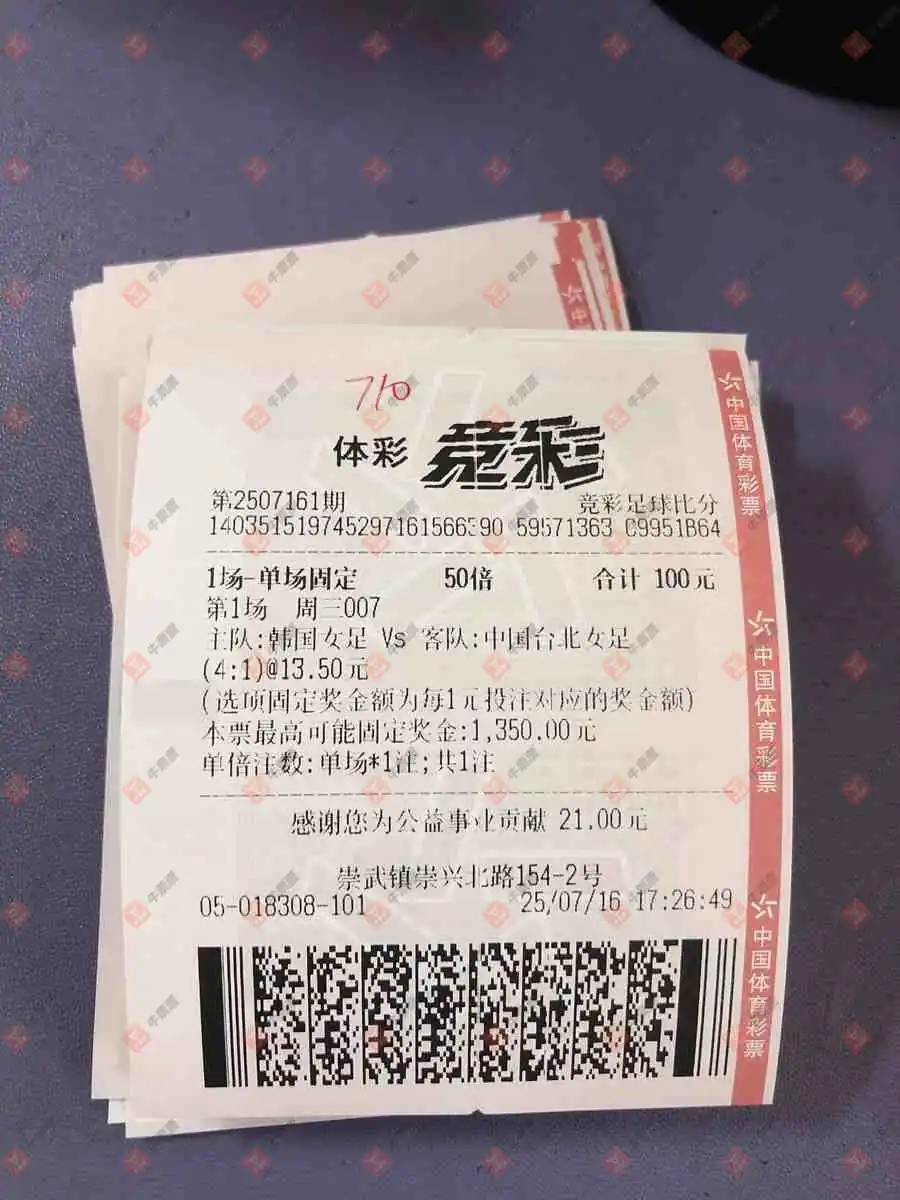 710
体彩 竞彩
第2507161期 竞彩足球比分
59571363 C9951B64
1场-单场固定 50倍 合计 100元
第1场 周三007
主队:韩国女足 Vs 客队:中国台北女足
(4:1)@13.50元
(选项固定奖金额为每1元投注对应的奖金额)
本票最高可能固定奖金:1,350.00元
单倍注数:单场*1注;共1注
感谢您为公益事业贡献 21.00元
崇武镇崇兴北路154-2号
05-018308-101 25/07/16 17:26:49
中国体育彩票
中国体育彩票
中国体育彩票
中
牛票票